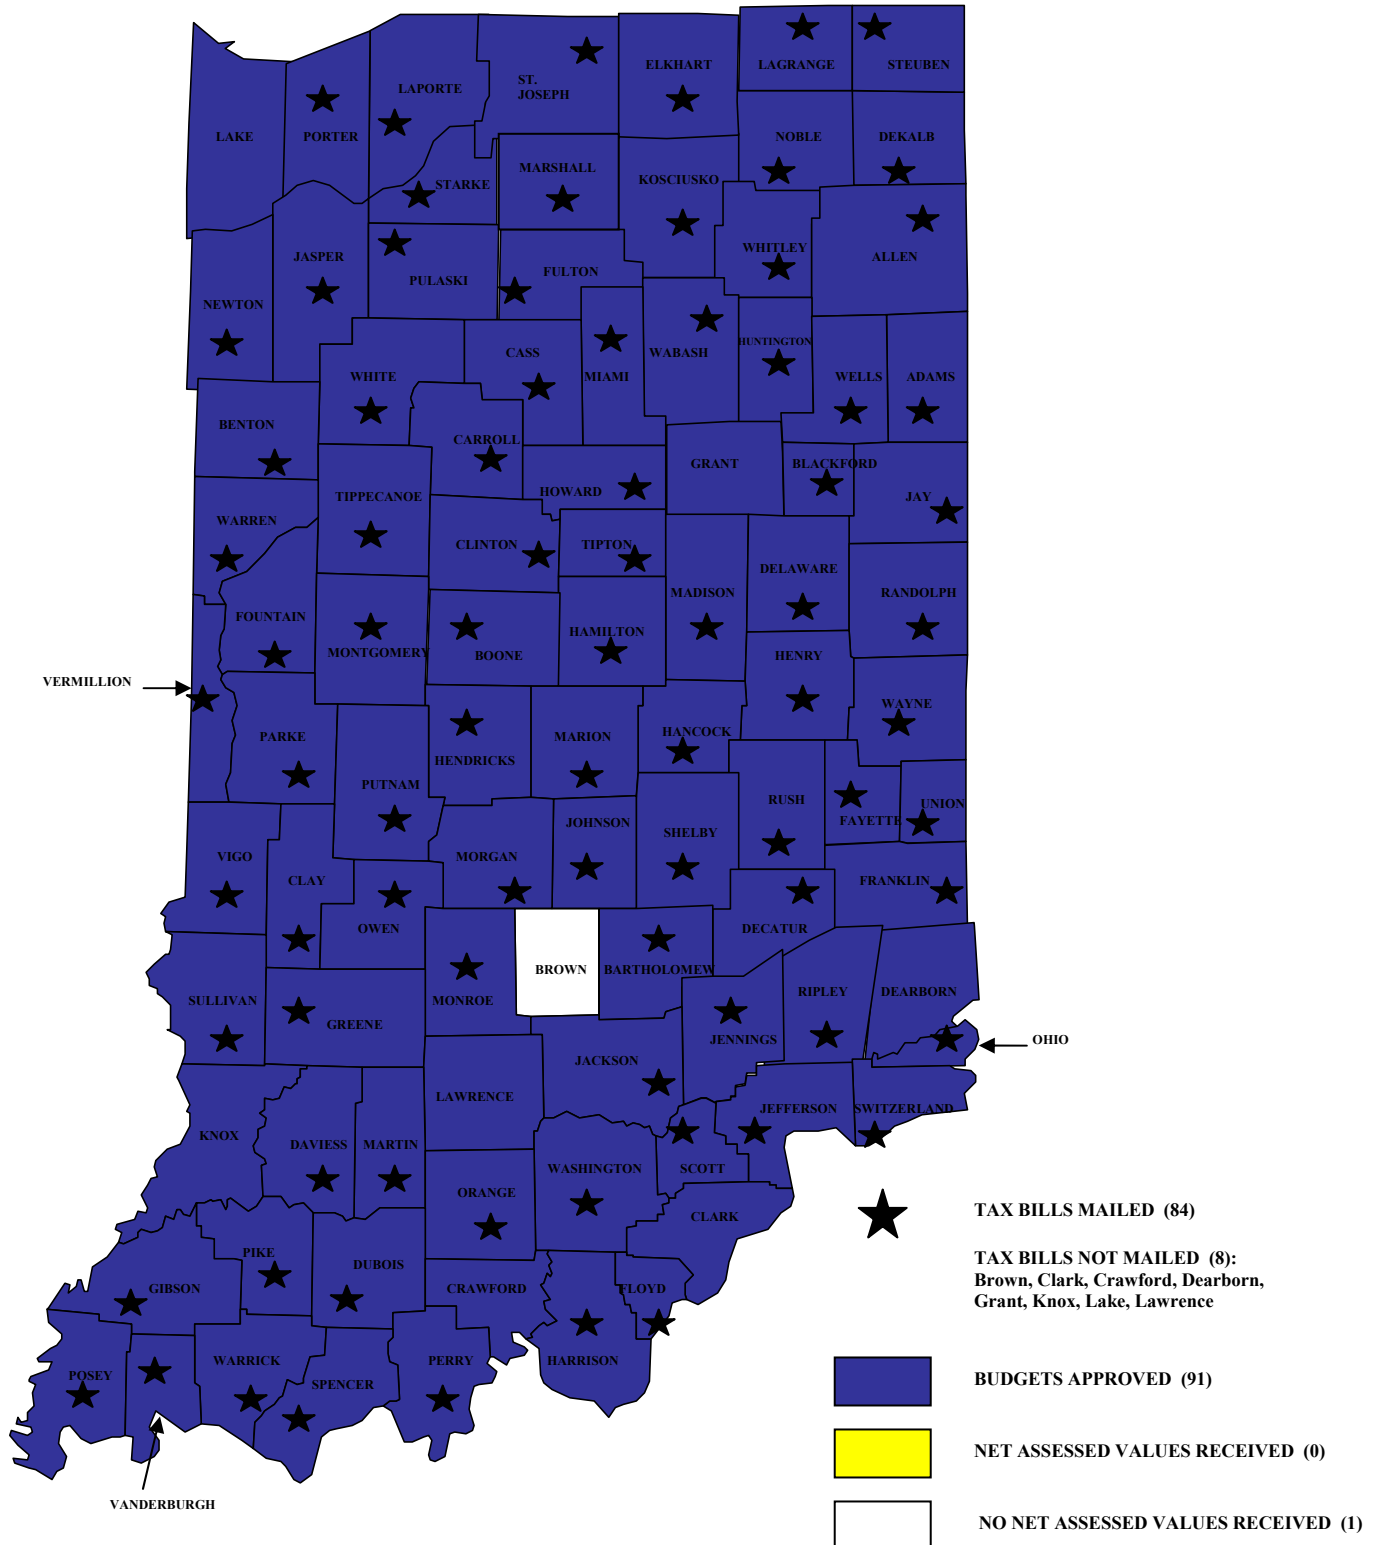 LAGRANGE
STEUBEN
ELKHART
ST.
JOSEPH
LAPORTE
LAKE
PORTER
NOBLE
DEKALB
MARSHALL
KOSCIUSKO
STARKE
WHITLEY
ALLEN
JASPER
PULASKI
FULTON
NEWTON
HUNTINGTON
CASS
WABASH
WHITE
MIAMI
WELLS
ADAMS
BENTON
CARROLL
GRANT
BLACKFORD
HOWARD
TIPPECANOE
JAY
WARREN
CLINTON
TIPTON
DELAWARE
MADISON
RANDOLPH
FOUNTAIN
HAMILTON
MONTGOMERY
BOONE
HENRY
VERMILLION
WAYNE
HANCOCK
PARKE
MARION
HENDRICKS
PUTNAM
RUSH
UNION
FAYETTE
JOHNSON
SHELBY
VIGO
MORGAN
CLAY
FRANKLIN
OWEN
DECATUR
BROWN
BARTHOLOMEW
RIPLEY
DEARBORN
SULLIVAN
MONROE
GREENE
JENNINGS
OHIO
JACKSON
LAWRENCE
JEFFERSON
SWITZERLAND
KNOX
DAVIESS
MARTIN
WASHINGTON
SCOTT
ORANGE
CLARK
TAX BILLS MAILED (84)
PIKE
DUBOIS
TAX BILLS NOT MAILED (8):
Brown, Clark, Crawford, Dearborn,
Grant, Knox, Lake, Lawrence
GIBSON
CRAWFORD
FLOYD
WARRICK
PERRY
HARRISON
POSEY
SPENCER
BUDGETS APPROVED (91)
NET ASSESSED VALUES RECEIVED (0)
VANDERBURGH
NO NET ASSESSED VALUES RECEIVED (1)